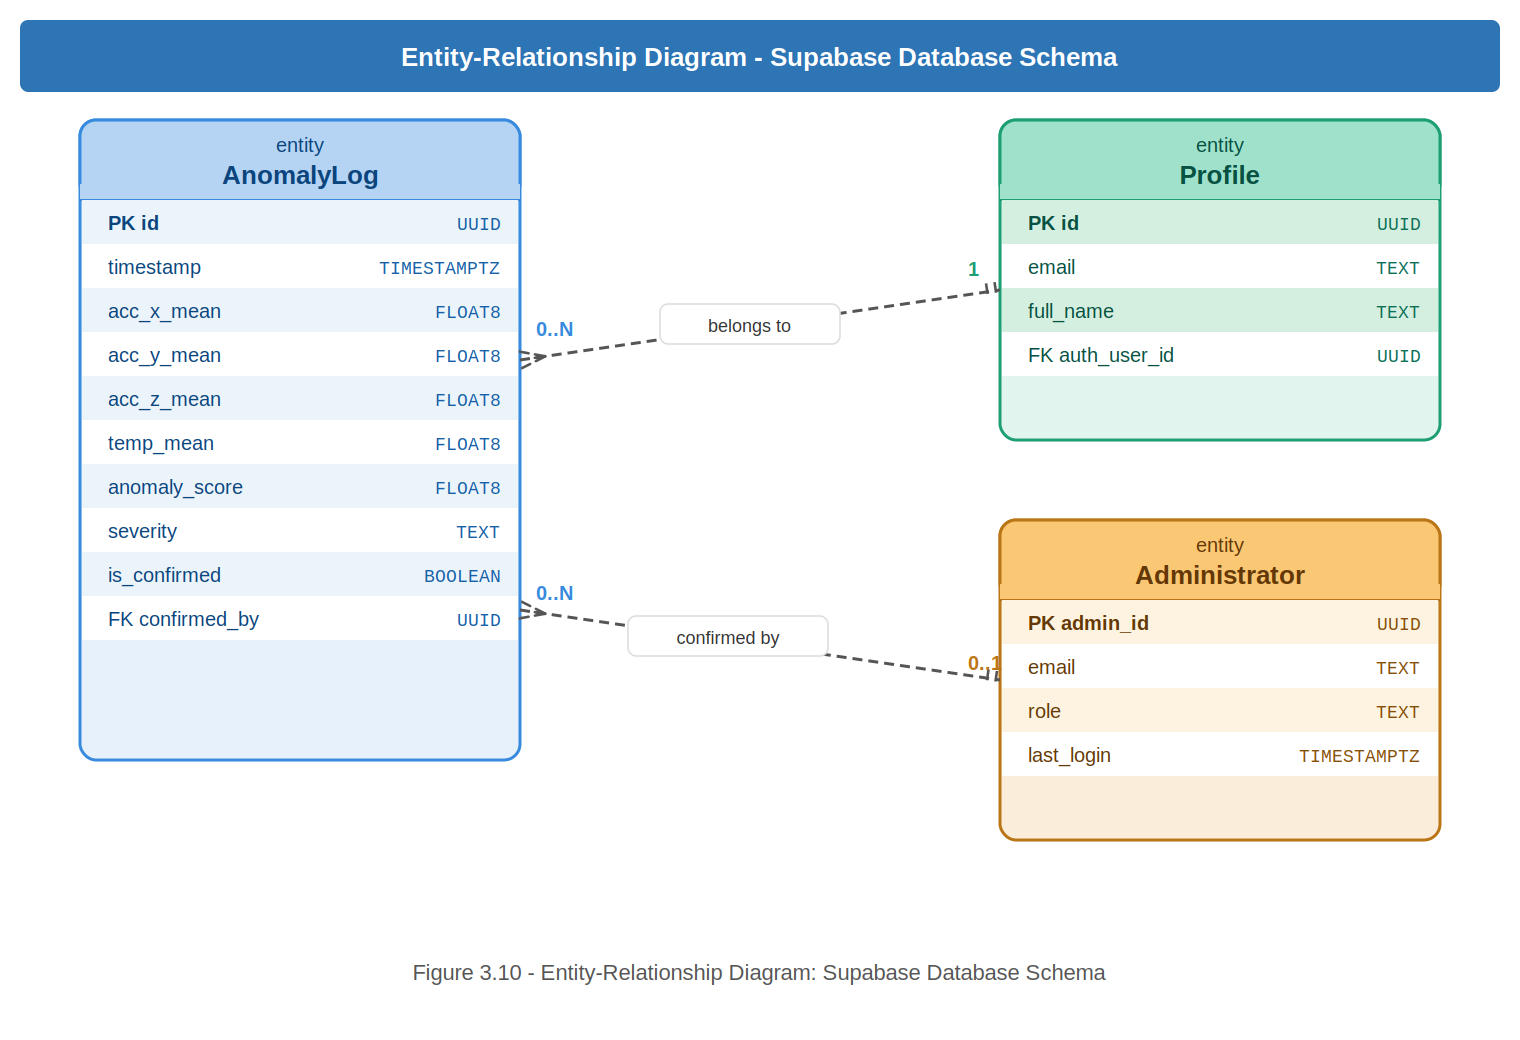 Entity-Relationship Diagram - Supabase Database Schema
entity
AnomalyLog
PK id UUID
timestamp TIMESTAMPTZ
acc_x_mean FLOAT8
acc_y_mean FLOAT8
acc_z_mean FLOAT8
temp_mean FLOAT8
anomaly_score FLOAT8
severity TEXT
is_confirmed BOOLEAN
FK confirmed_by UUID
0..N
belongs to
1
0..N
confirmed by
0..1
entity
Profile
PK id UUID
email TEXT
full_name TEXT
FK auth_user_id UUID
entity
Administrator
PK admin_id UUID
email TEXT
role TEXT
last_login TIMESTAMPTZ
Figure 3.10 - Entity-Relationship Diagram: Supabase Database Schema